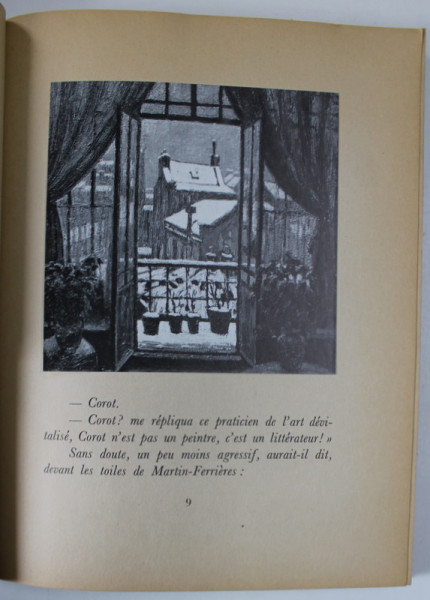 — Corot.
— Corot? me répliqua ce praticien de l'art dévi-
talisé, Corot n'est pas un peintre, c'est un littérateur! »
Sans doute, un peu moins agressif, aurait-il dit,
devant les toiles de Martin-Ferrières :
9